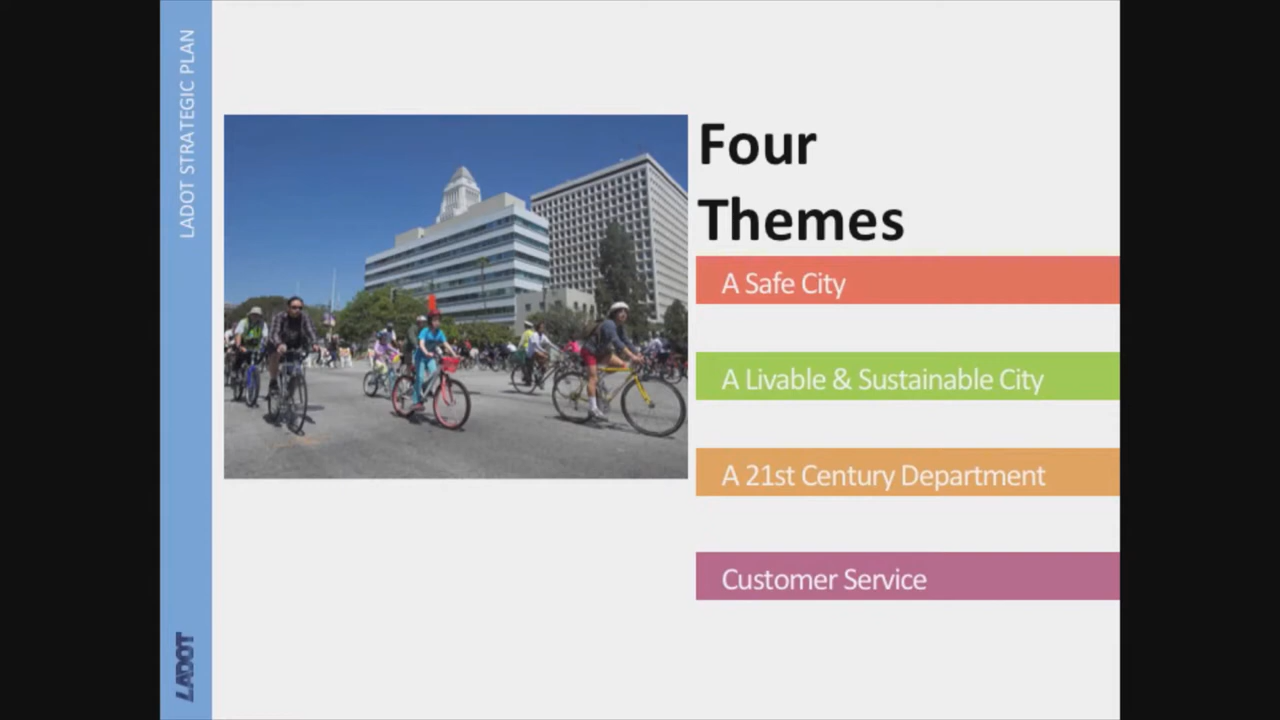 LADOT STRATEGIC PLAN
Four
Themes
A Safe City
A Livable & Sustainable City
A 21st Century Department
Customer Service
LADOT